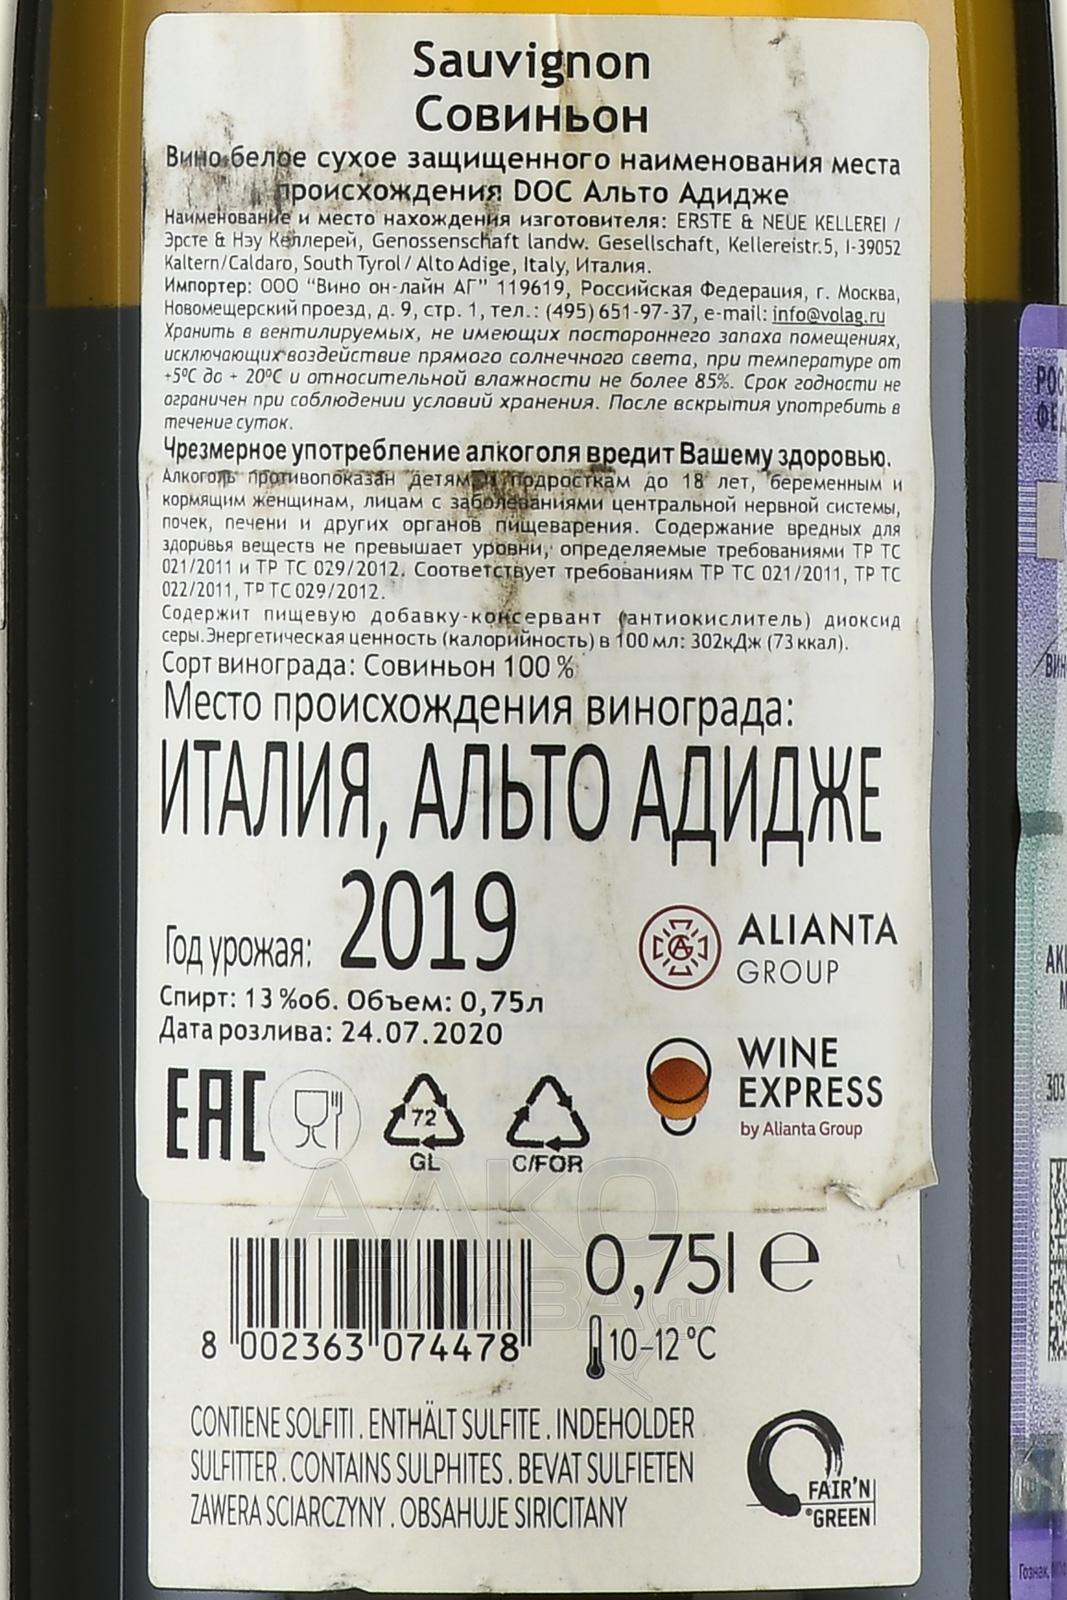 Sauvignon
Совиньон
Вино белое сухое защищенного наименования места
происхождения DOC Альто Адидже
Наименование и место нахождения изготовителя: ERSTE & NEUE KELLEREI /
Эрсте & Нэу Келлерей, Genossenschaft landw. Gesellschaft, Kellereistr.5, I-39052
Kaltern/Caldaro, South Tyrol/ Alto Adige, Italy, Италия.
Импортер: ООО “Вино он-лайн АГ” 119619, Российская Федерация, г. Москва,
Новомещерский проезд, д. 9, стр. 1, тел.: (495) 651-97-37, e-mail: info@volag.ru
Хранить в вентилируемых, не имеющих постороннего запаха помещениях,
исключающих воздействие прямого солнечного света, при температуре от
+5ºС до + 20ºС и относительной влажности не более 85%. Срок годности не
ограничен при соблюдении условий хранения. После вскрытия употребить в
течение суток.
Чрезмерное употребление алкоголя вредит Вашему здоровью.
Алкоголь противопоказан детям и подросткам до 18 лет, беременным и
кормящим женщинам, лицам с заболеваниями центральной нервной системы,
почек, печени и других органов пищеварения. Содержание вредных для
здоровья веществ не превышает уровни, определяемые требованиями ТР ТС
021/2011 и ТР ТС 029/2012. Соответствует требованиям ТР ТС 021/2011, ТР ТС
022/2011, ТР ТС 029/2012.
Содержит пищевую добавку-консервант (антиокислитель) диоксид
серы.Энергетическая ценность (калорийность) в 100 мл: 302кДж (73 ккал).
Сорт винограда: Совиньон 100 %
Место происхождения винограда:
ИТАЛИЯ, АЛЬТО АДИДЖЕ
Год урожая: 2019
ALIANTA
GROUP
Спирт: 13 %об. Объем: 0,75л
Дата розлива: 24.07.2020
WINE
EXPRESS
by Alianta Group
EAC
72
GL
C/FOR
АЛКО
ПЛАВА.ru
0,75l e
8 002363 074478
10–12 °C
CONTIENE SOLFITI . ENTHÄLT SULFITE . INDEHOLDER
SULFITTER . CONTAINS SULPHITES . BEVAT SULFIETEN
ZAWERA SCIARCZYNY . OBSAHUJE SIRICITANY
FAIR'N
GREEN
303